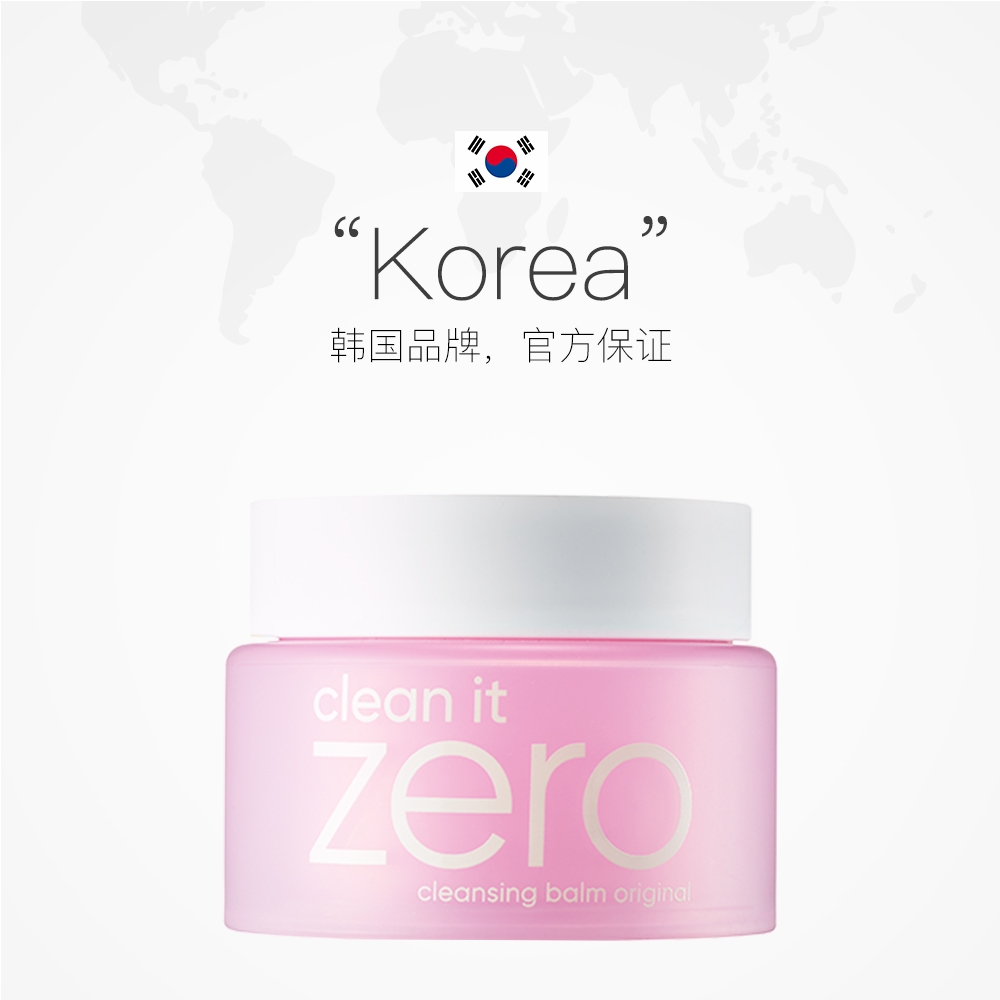 “Korea”
韩国品牌，官方保证
clean it
zero
cleansing balm original